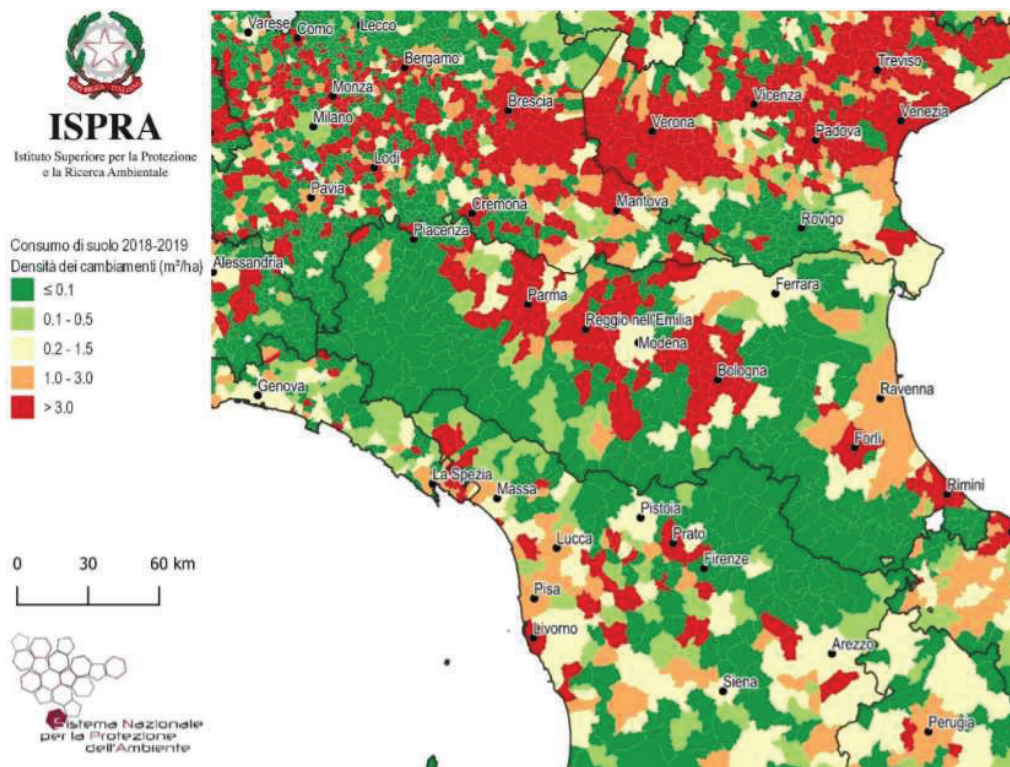 ISPRA
Istituto Superiore per la Protezione
e la Ricerca Ambientale
Consumo di suolo 2018-2019
Densità dei cambiamenti (m²/ha)
≤ 0.1
0.1 - 0.5
0.2 - 1.5
1.0 - 3.0
> 3.0
0 30 60 km
Sistema Nazionale
per la Protezione
dell'Ambiente
Varese
Como
Lecco
Bergamo
Monza
Milano
Brescia
Lodi
Pavia
Cremona
Piacenza
Mantova
Verona
Vicenza
Treviso
Padova
Venezia
Rovigo
Alessandria
Parma
Reggio nell'Emilia
Modena
Ferrara
Bologna
Genova
Ravenna
Forlì
Rimini
La Spezia
Massa
Pistoia
Prato
Lucca
Firenze
Pisa
Livorno
Arezzo
Siena
Perugia